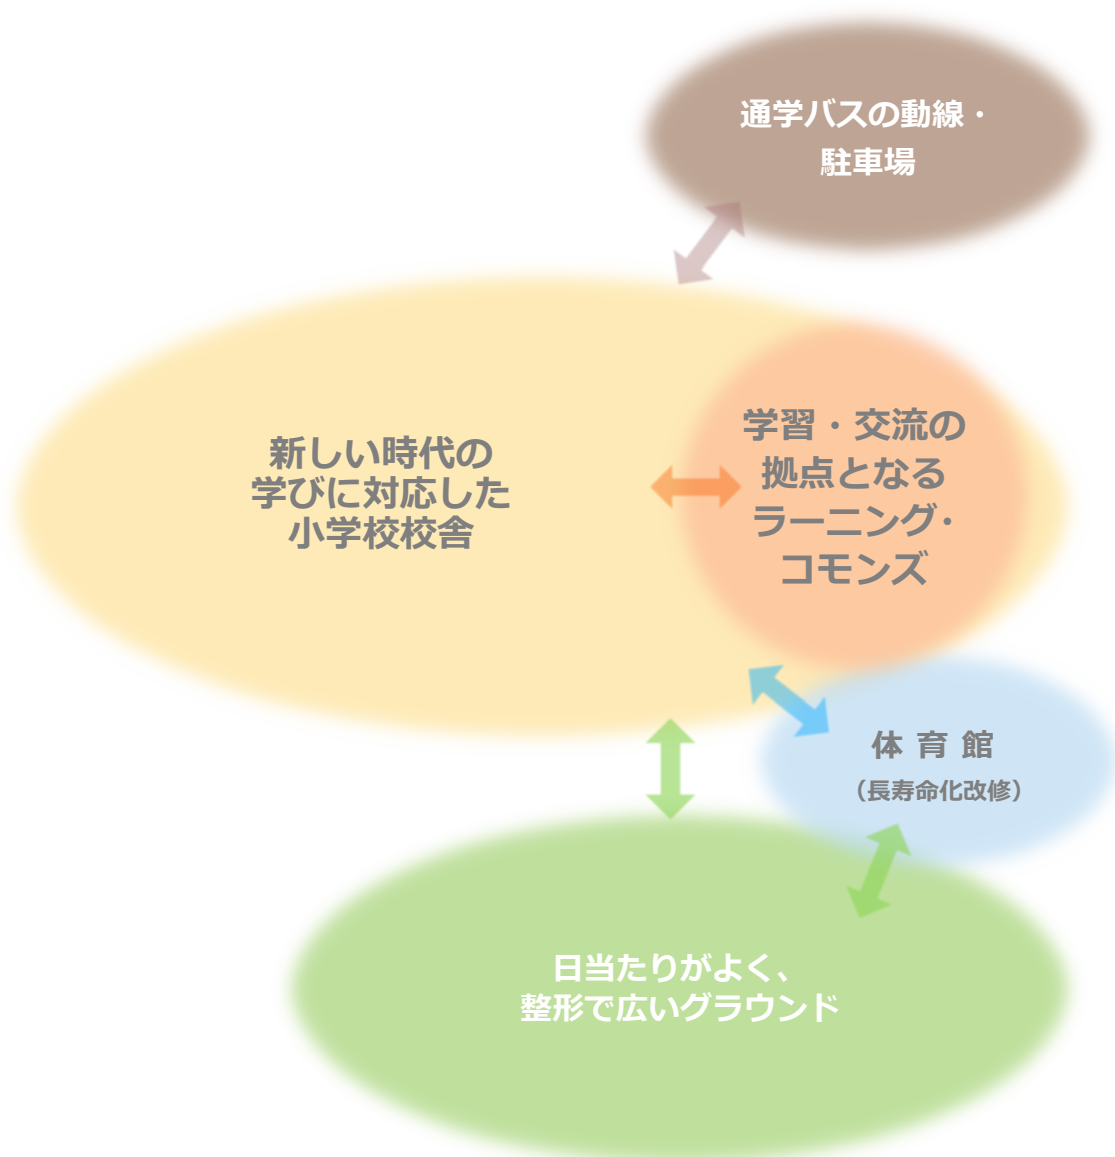 通学バスの動線・
駐車場
新しい時代の
学びに対応した
小学校校舎
学習・交流の
拠点となる
ラーニング・
コモンズ
体育館
（長寿命化改修）
日当たりがよく、
整形で広いグラウンド